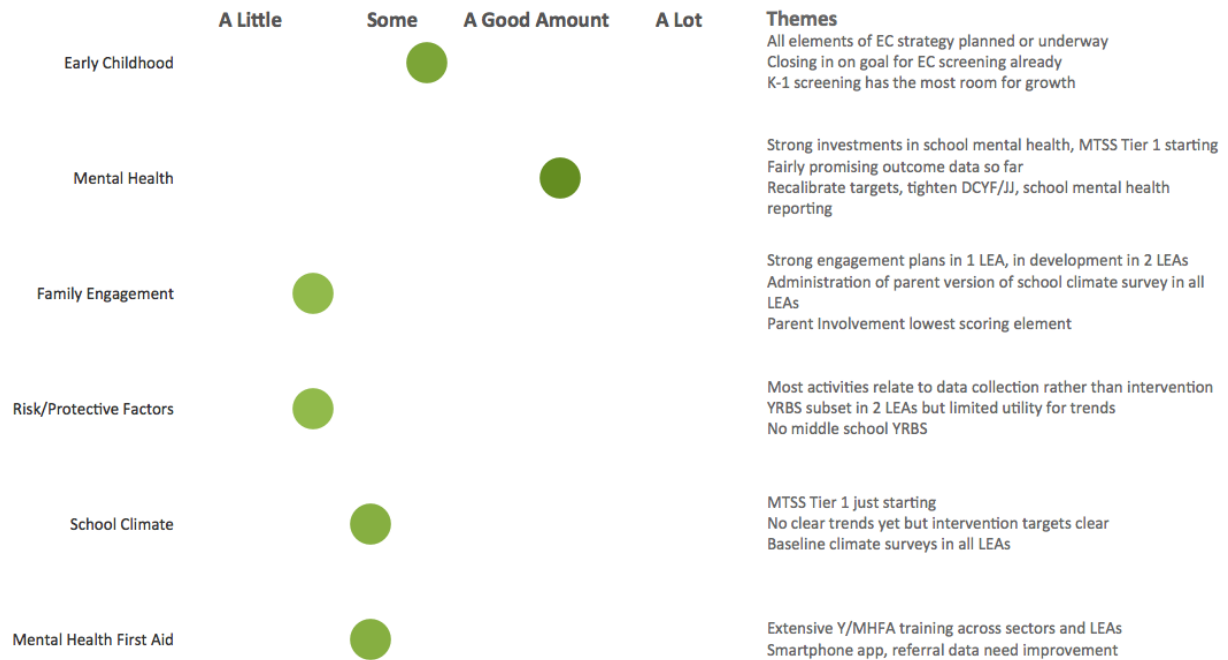 A Little Some A Good Amount A Lot Themes
Early Childhood
All elements of EC strategy planned or underway
Closing in on goal for EC screening already
K-1 screening has the most room for growth
Mental Health
Strong investments in school mental health, MTSS Tier 1 starting
Fairly promising outcome data so far
Recalibrate targets, tighten DCYF/JJ, school mental health
reporting
Family Engagement
Strong engagement plans in 1 LEA, in development in 2 LEAs
Administration of parent version of school climate survey in all
LEAs
Parent Involvement lowest scoring element
Risk/Protective Factors
Most activities relate to data collection rather than intervention
YRBS subset in 2 LEAs but limited utility for trends
No middle school YRBS
School Climate
MTSS Tier 1 just starting
No clear trends yet but intervention targets clear
Baseline climate surveys in all LEAs
Mental Health First Aid
Extensive Y/MHFA training across sectors and LEAs
Smartphone app, referral data need improvement